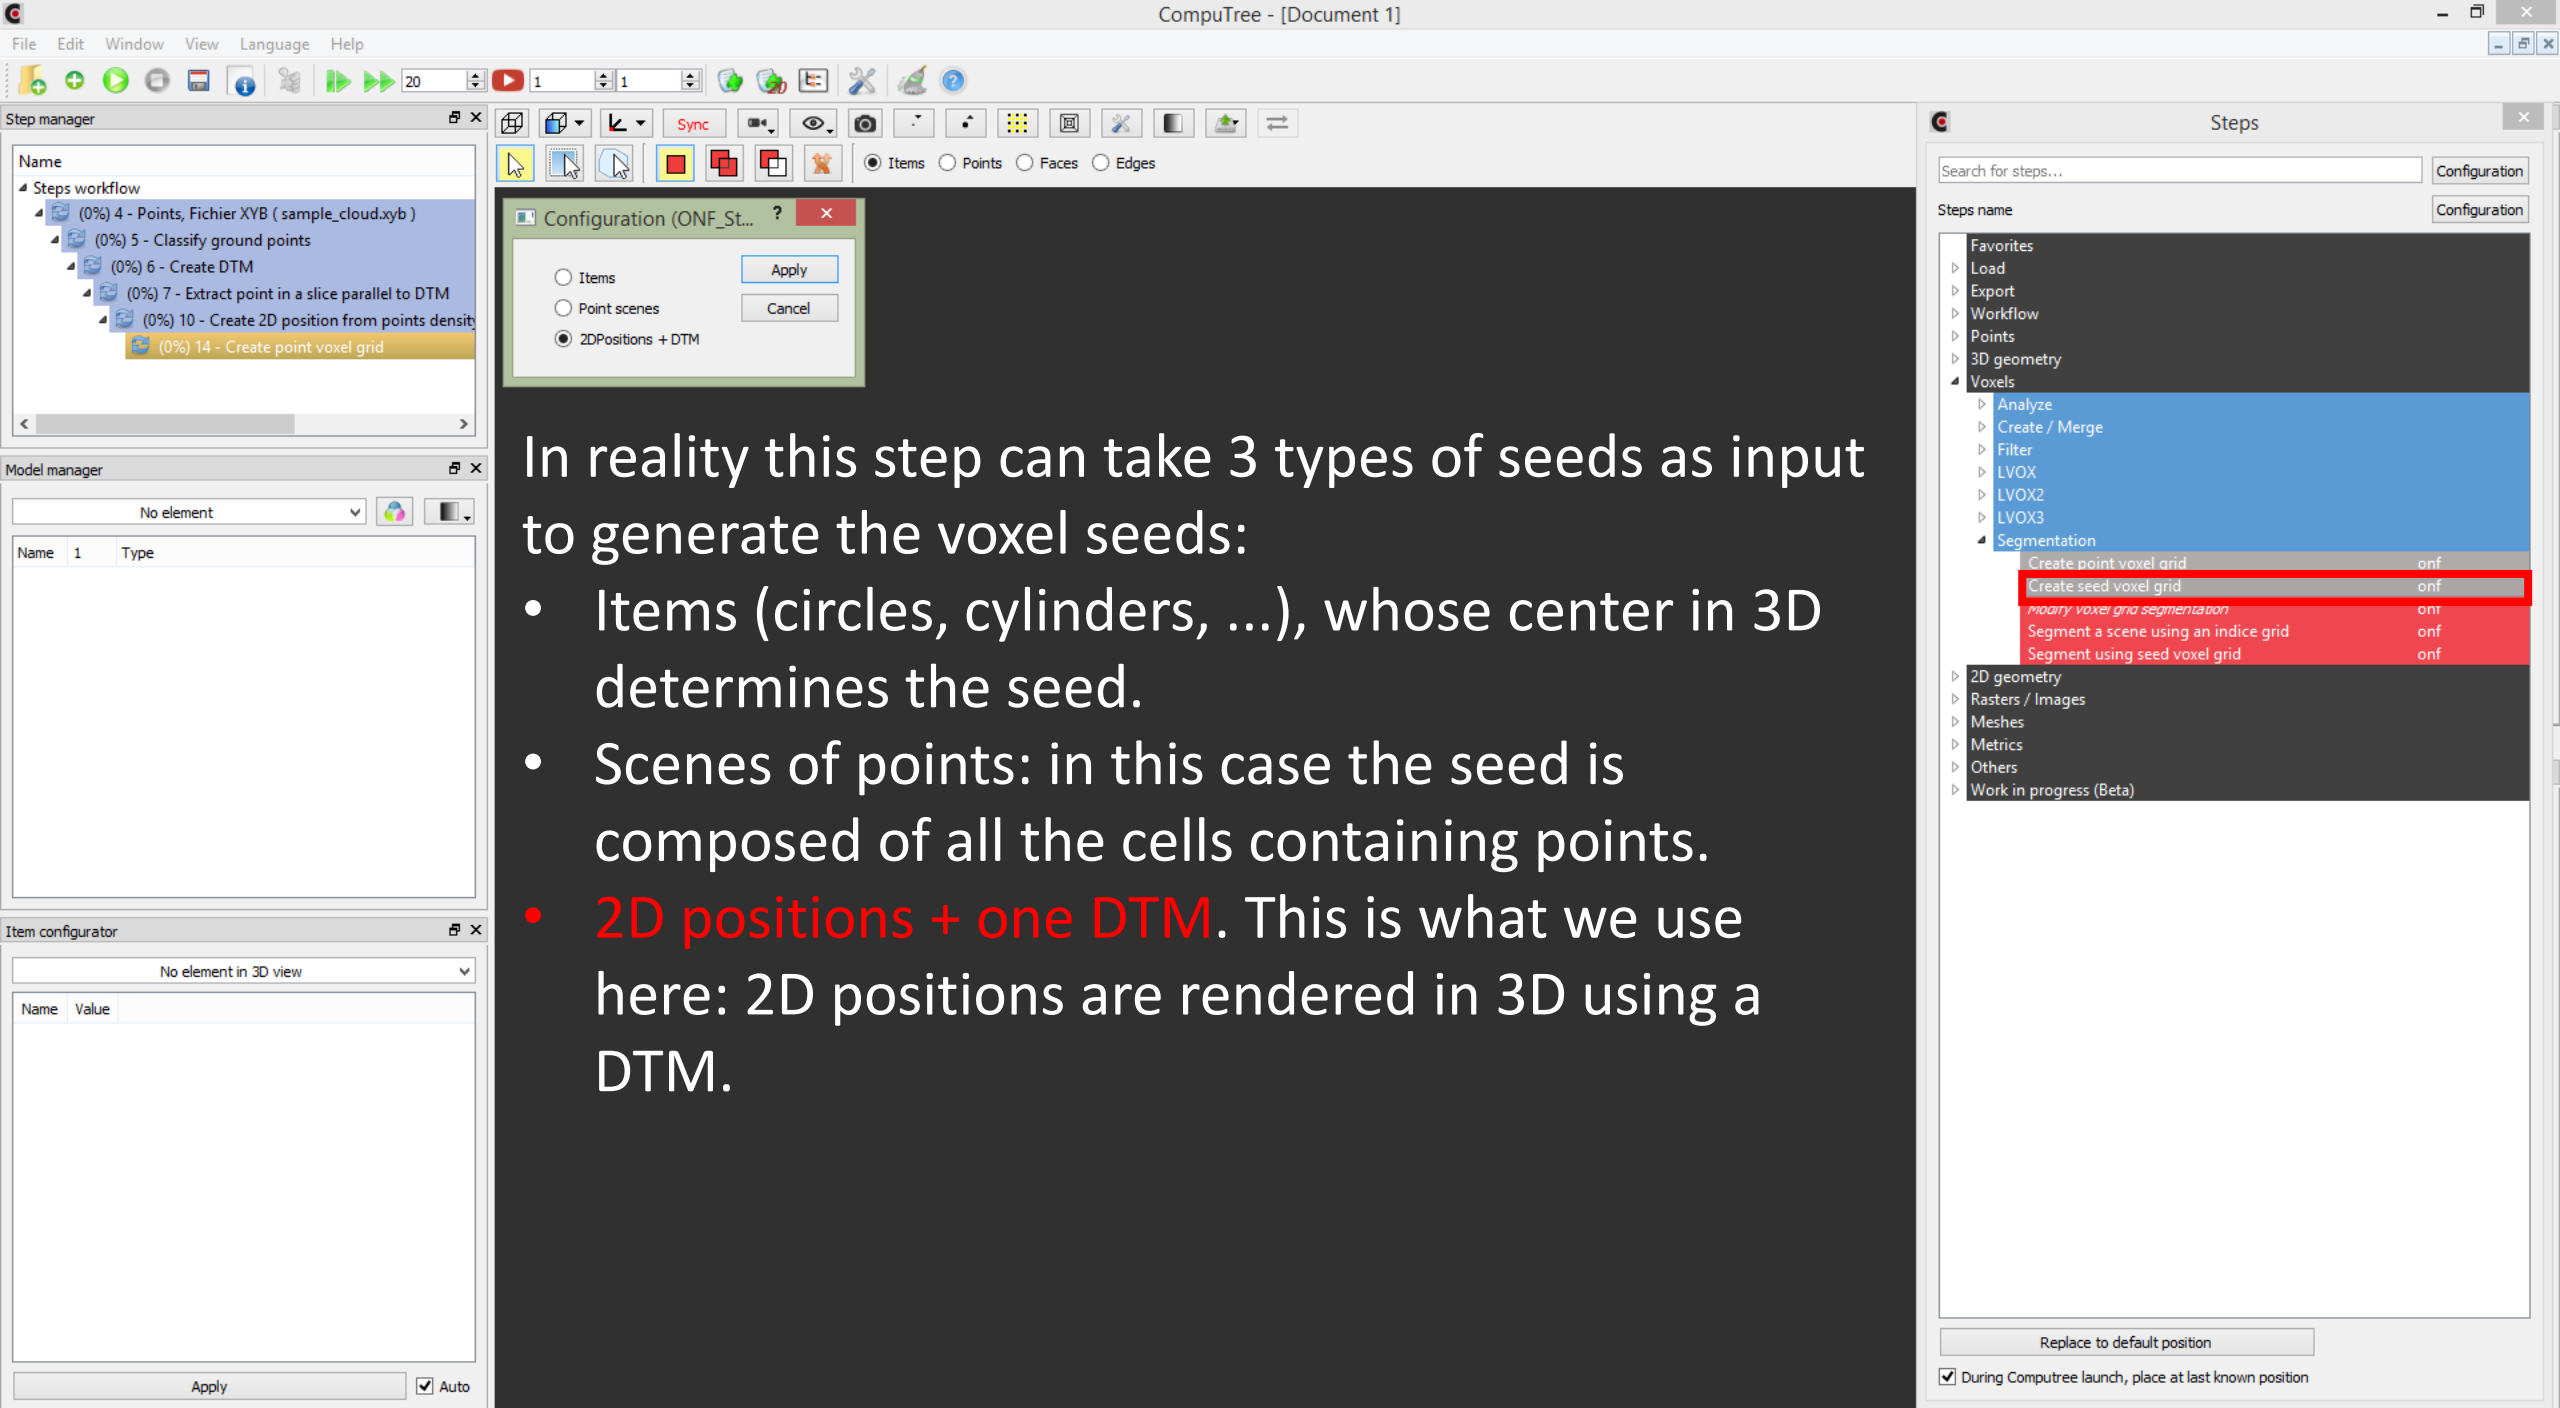 CompuTree - [Document 1]
File Edit Window View Language Help
20 1 1
Step manager
Name
Steps workflow
(0%) 4 - Points, Fichier XYB ( sample_cloud.xyb )
(0%) 5 - Classify ground points
(0%) 6 - Create DTM
(0%) 7 - Extract point in a slice parallel to DTM
(0%) 10 - Create 2D position from points density
(0%) 14 - Create point voxel grid
Model manager
No element
Name 1 Type
Item configurator
No element in 3D view
Name Value
Apply Auto
Sync
Items Points Faces Edges
Configuration (ONF_St... ?
Items
Point scenes
2DPositions + DTM
Apply
Cancel
In reality this step can take 3 types of seeds as input
to generate the voxel seeds:
• Items (circles, cylinders, ...), whose center in 3D
determines the seed.
• Scenes of points: in this case the seed is
composed of all the cells containing points.
• 2D positions + one DTM. This is what we use
here: 2D positions are rendered in 3D using a
DTM.
Steps
Search for steps... Configuration
Steps name Configuration
Favorites
Load
Export
Workflow
Points
3D geometry
Voxels
Analyze
Create / Merge
Filter
LVOX
LVOX2
LVOX3
Segmentation
Create point voxel grid onf
Create seed voxel grid onf
Modify voxel grid segmentation onf
Segment a scene using an indice grid onf
Segment using seed voxel grid onf
2D geometry
Rasters / Images
Meshes
Metrics
Others
Work in progress (Beta)
Replace to default position
During Computree launch, place at last known position